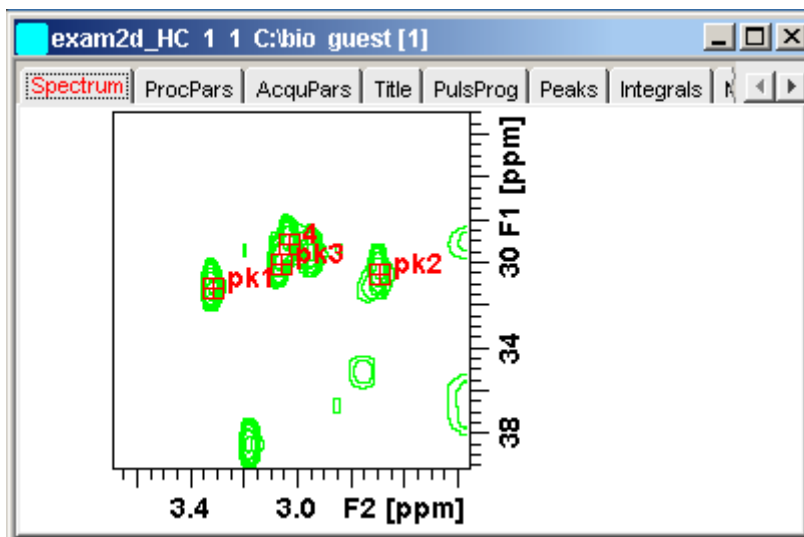 exam2d_HC 1 1 C:\bio guest [1]
Spectrum ProcPars AcquPars Title PulsProg Peaks Integrals
F1 [ppm]
4
pk3
pk1
pk2
30
34
38
3.4 3.0 F2 [ppm]